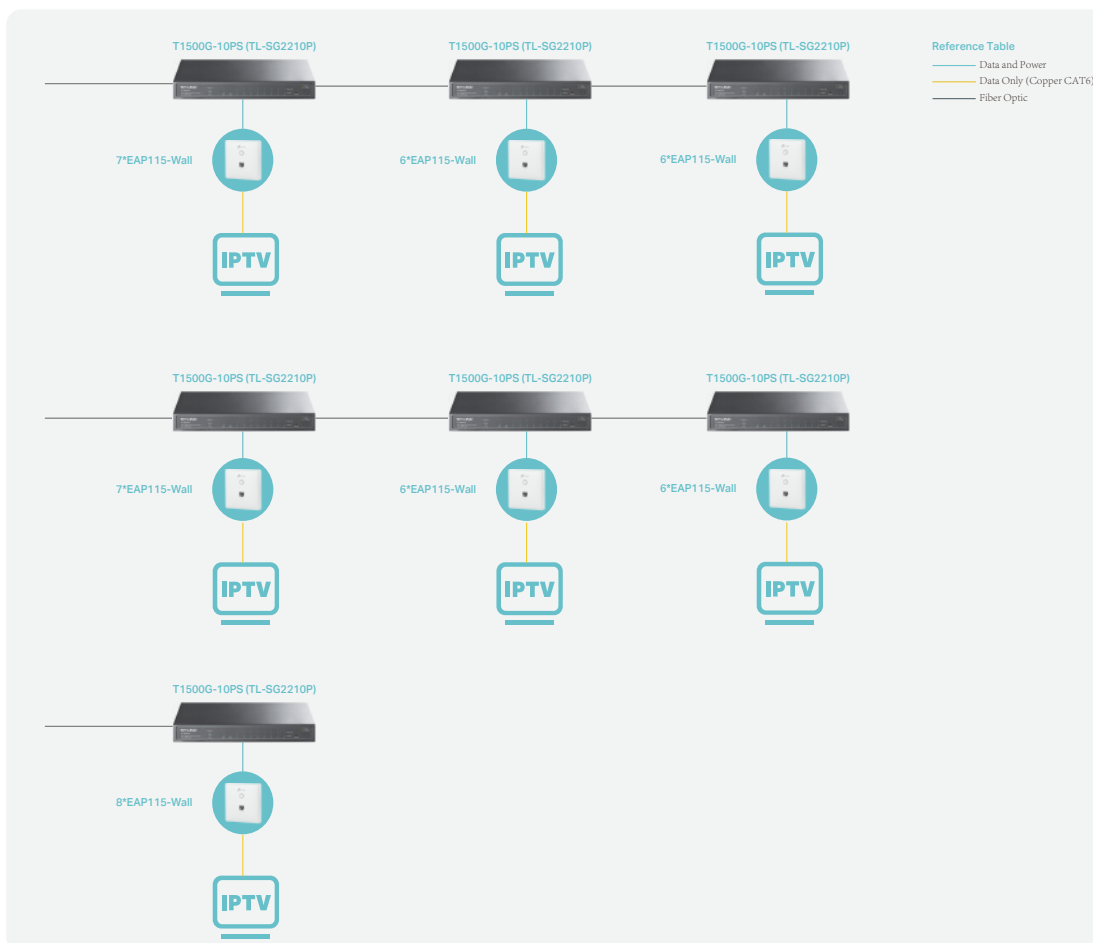 T1500G-10PS (TL-SG2210P)
T1500G-10PS (TL-SG2210P)
T1500G-10PS (TL-SG2210P)
Reference Table
Data and Power
Data Only (Copper CAT6)
Fiber Optic
7*EAP115-Wall
6*EAP115-Wall
6*EAP115-Wall
IPTV
IPTV
IPTV
T1500G-10PS (TL-SG2210P)
T1500G-10PS (TL-SG2210P)
T1500G-10PS (TL-SG2210P)
7*EAP115-Wall
6*EAP115-Wall
6*EAP115-Wall
IPTV
IPTV
IPTV
T1500G-10PS (TL-SG2210P)
8*EAP115-Wall
IPTV